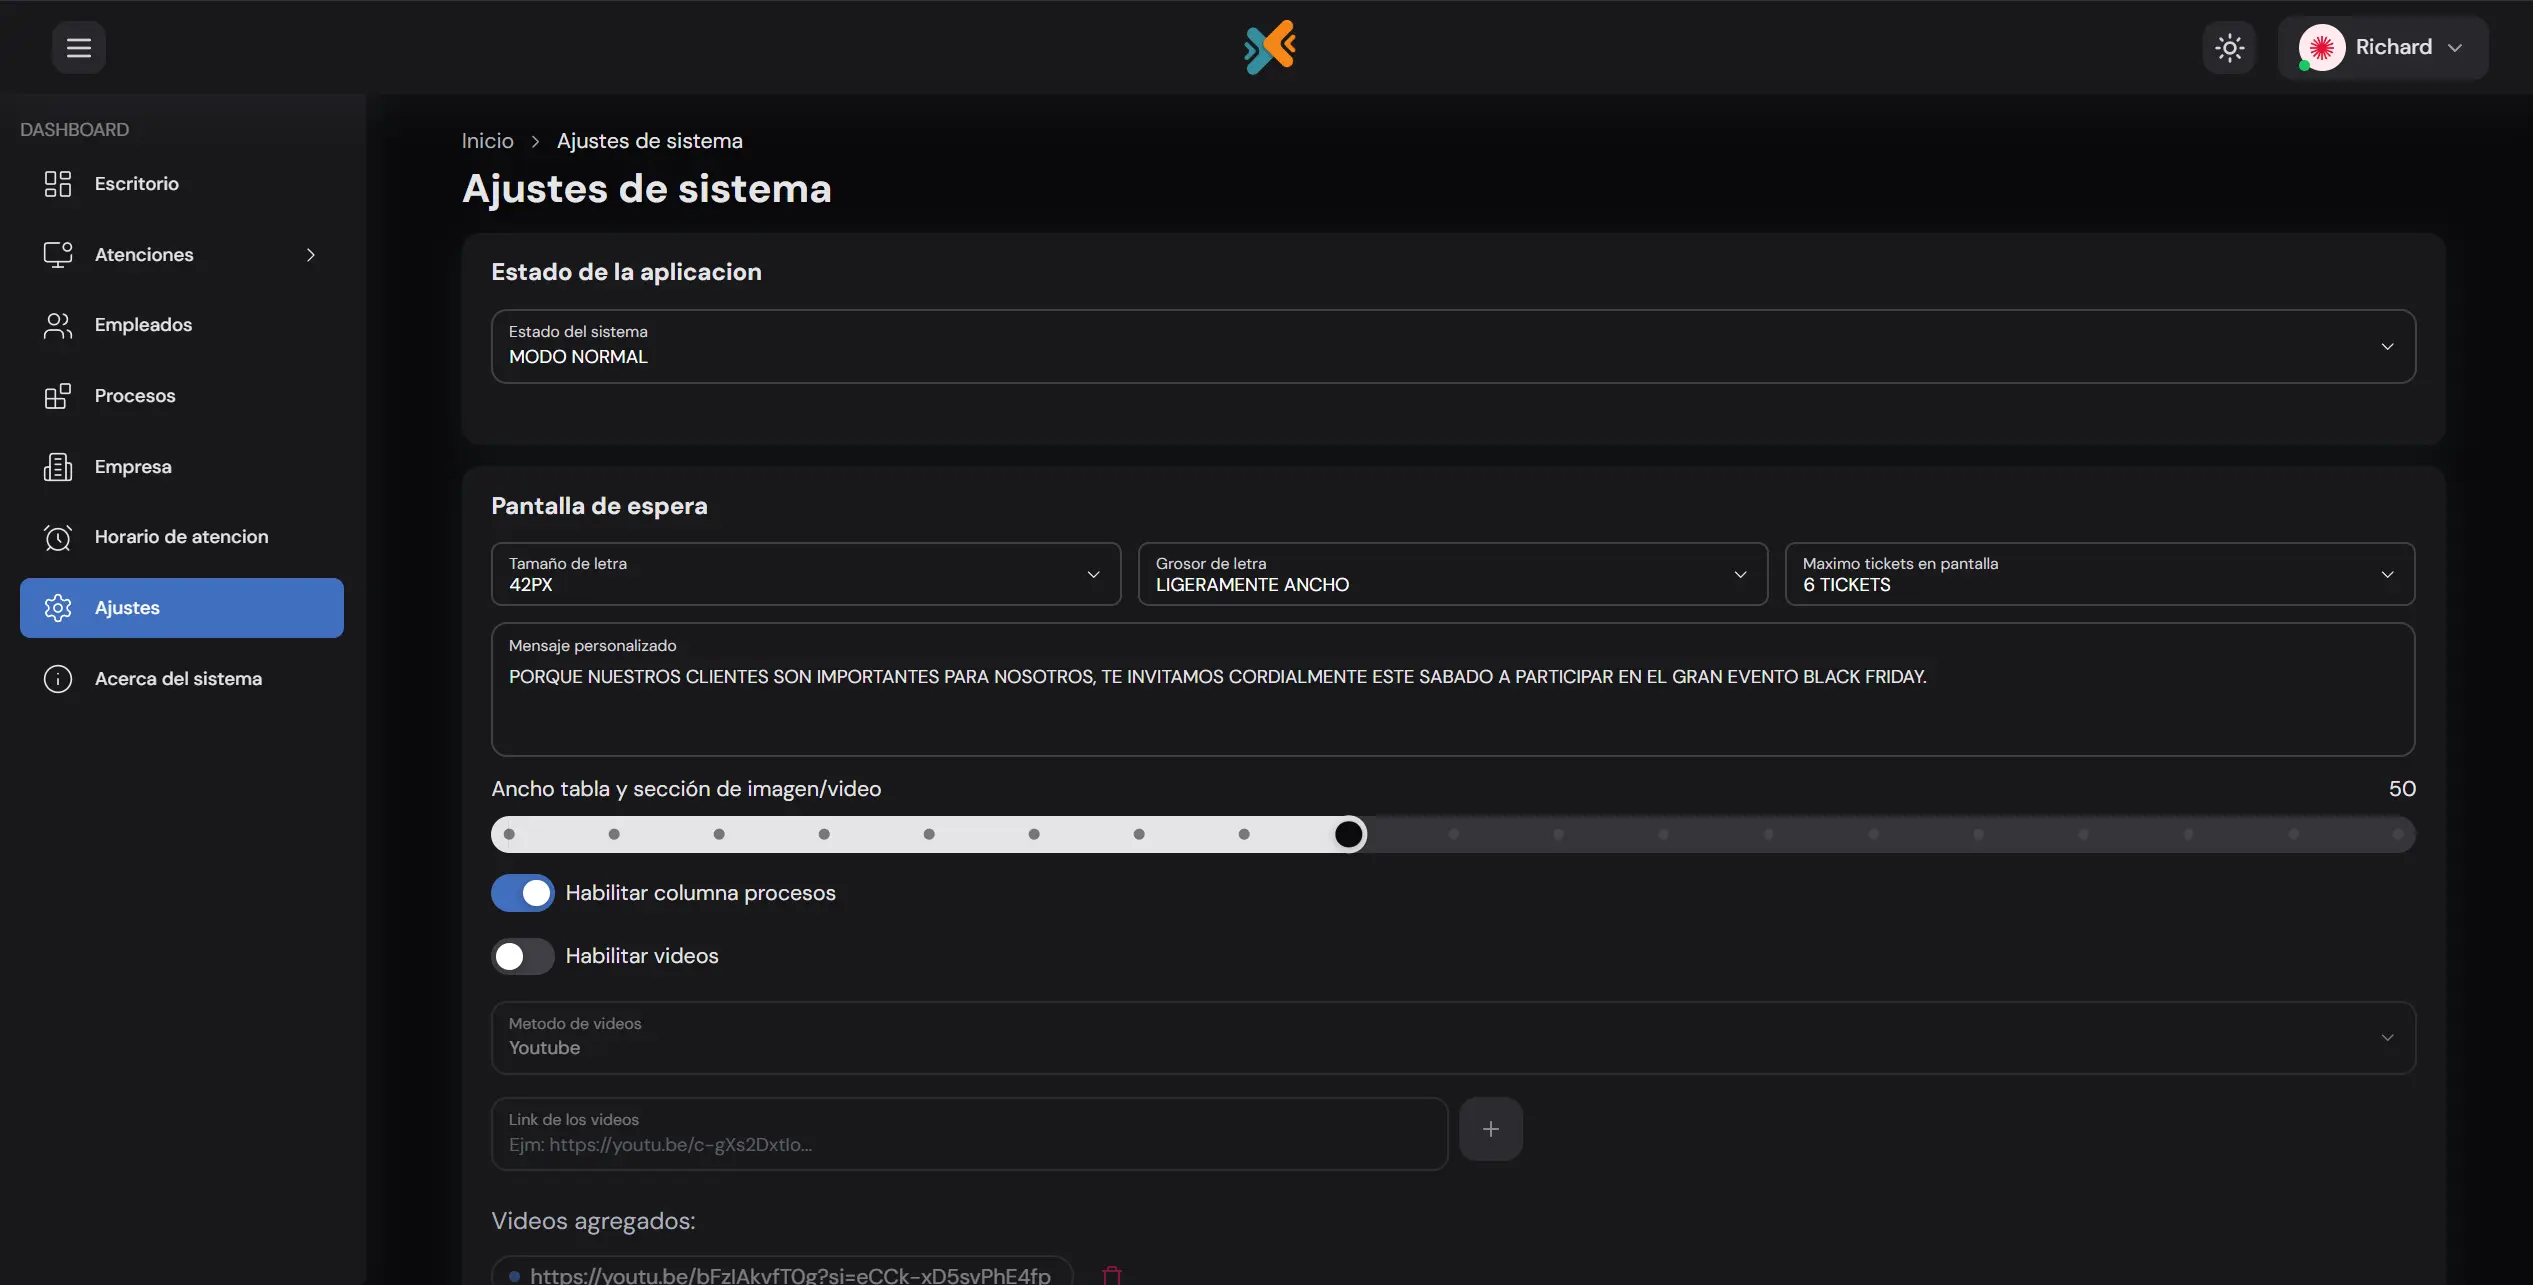 Richard
DASHBOARD
Escritorio
Atenciones
Empleados
Procesos
Empresa
Horario de atencion
Ajustes
Acerca del sistema
Inicio > Ajustes de sistema
Ajustes de sistema
Estado de la aplicacion
Estado del sistema
MODO NORMAL
Pantalla de espera
Tamaño de letra
42PX
Grosor de letra
LIGERAMENTE ANCHO
Maximo tickets en pantalla
6 TICKETS
Mensaje personalizado
PORQUE NUESTROS CLIENTES SON IMPORTANTES PARA NOSOTROS, TE INVITAMOS CORDIALMENTE ESTE SABADO A PARTICIPAR EN EL GRAN EVENTO BLACK FRIDAY.
Ancho tabla y sección de imagen/video
50
Habilitar columna procesos
Habilitar videos
Metodo de videos
Youtube
Link de los videos
Ejm: https://youtu.be/c-gXs2DxtIo...
Videos agregados:
https://youtu.be/bFzIAkvfT0g?si=eCCk-xD5svPhE4fp